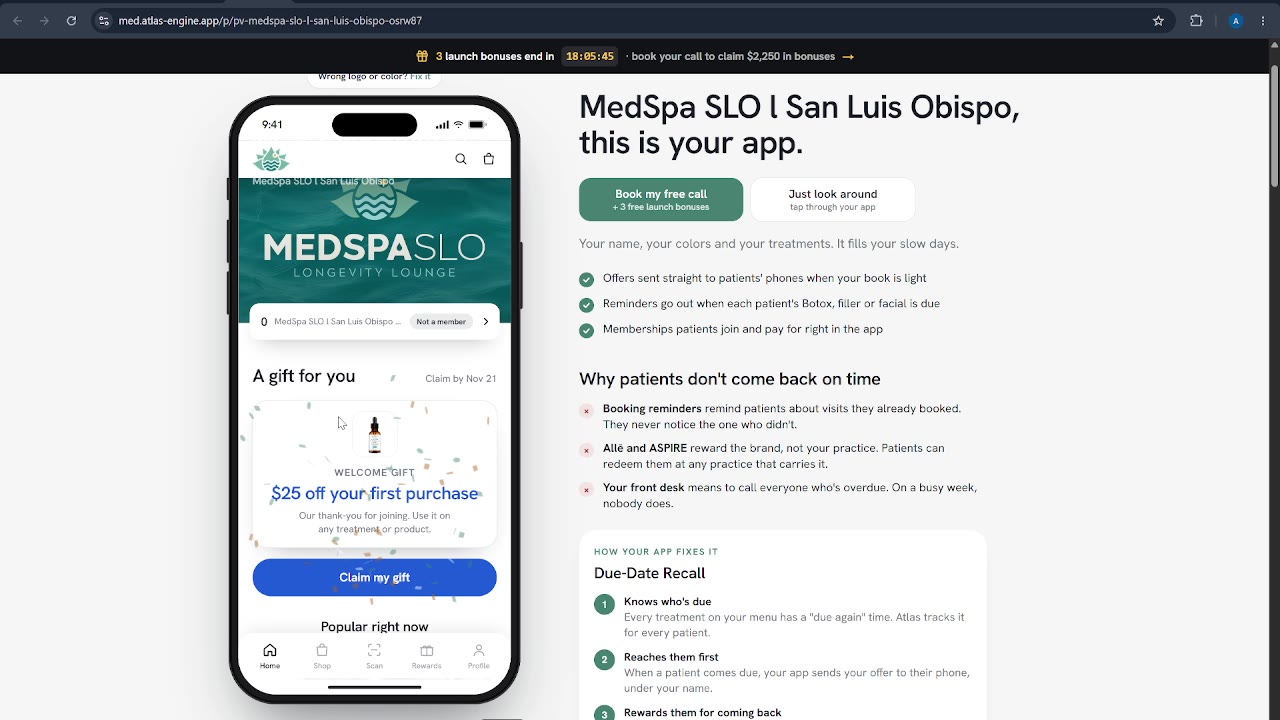 med.atlas-engine.app/p/pv-medspa-slo-l-san-luis-obispo-osrw87
A
3 launch bonuses end in 18:05:45 · book your call to claim $2,250 in bonuses →
Wrong logo or color? Fix it
9:41
MedSpa SLO l San Luis Obispo
MEDSPASLO
LONGEVITY LOUNGE
0 MedSpa SLO l San Luis Obispo ... Not a member
A gift for you
Claim by Nov 21
WELCOME GIFT
$25 off your first purchase
Our thank-you for joining. Use it on
any treatment or product.
Claim my gift
Popular right now
Home
Shop
Scan
Rewards
Profile
MedSpa SLO l San Luis Obispo,
this is your app.
Book my free call
+ 3 free launch bonuses
Just look around
tap through your app
Your name, your colors and your treatments. It fills your slow days.
Offers sent straight to patients' phones when your book is light
Reminders go out when each patient's Botox, filler or facial is due
Memberships patients join and pay for right in the app
Why patients don't come back on time
Booking reminders remind patients about visits they already booked.
They never notice the one who didn't.
Allē and ASPIRE reward the brand, not your practice. Patients can
redeem them at any practice that carries it.
Your front desk means to call everyone who's overdue. On a busy week,
nobody does.
HOW YOUR APP FIXES IT
Due-Date Recall
1 Knows who's due
Every treatment on your menu has a "due again" time. Atlas tracks it
for every patient.
2 Reaches them first
When a patient comes due, your app sends your offer to their phone,
under your name.
3 Rewards them for coming back